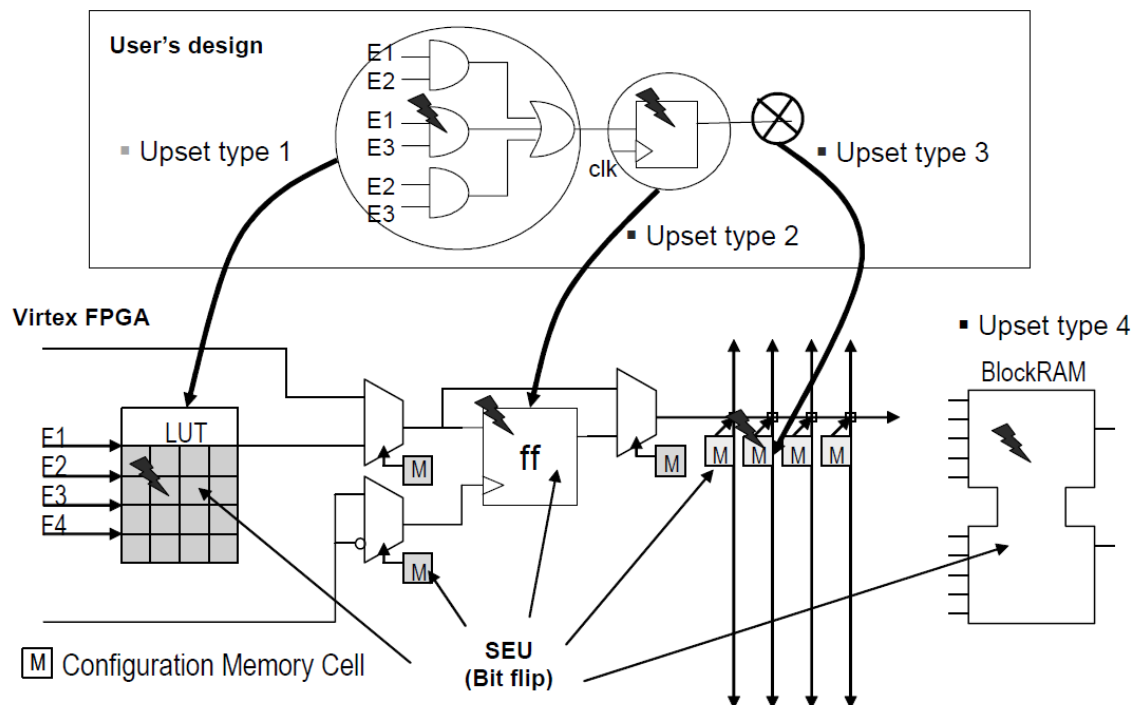 User's design
E1
E2
E1
E3
E2
E3
clk
▪ Upset type 1
▪ Upset type 2
▪ Upset type 3
Virtex FPGA
▪ Upset type 4
BlockRAM
LUT
E1
E2
E3
E4
ff
M
M
M
M
M
M
M
SEU
(Bit flip)
M Configuration Memory Cell